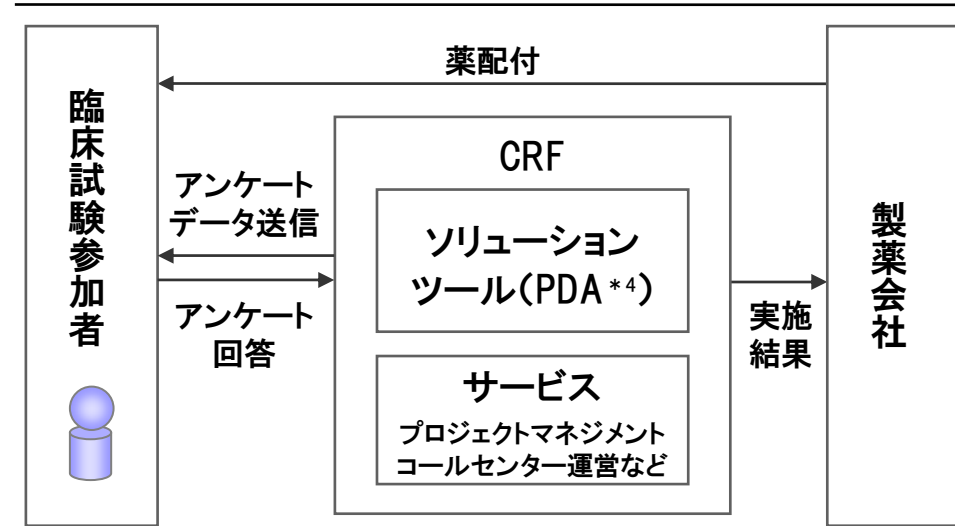 薬配付
臨床試験参加者
アンケート
データ送信
アンケート
回答
CRF
ソリューション
ツール(PDA*4)
サービス
プロジェクトマネジメント
コールセンター運営など
実施
結果
製薬会社